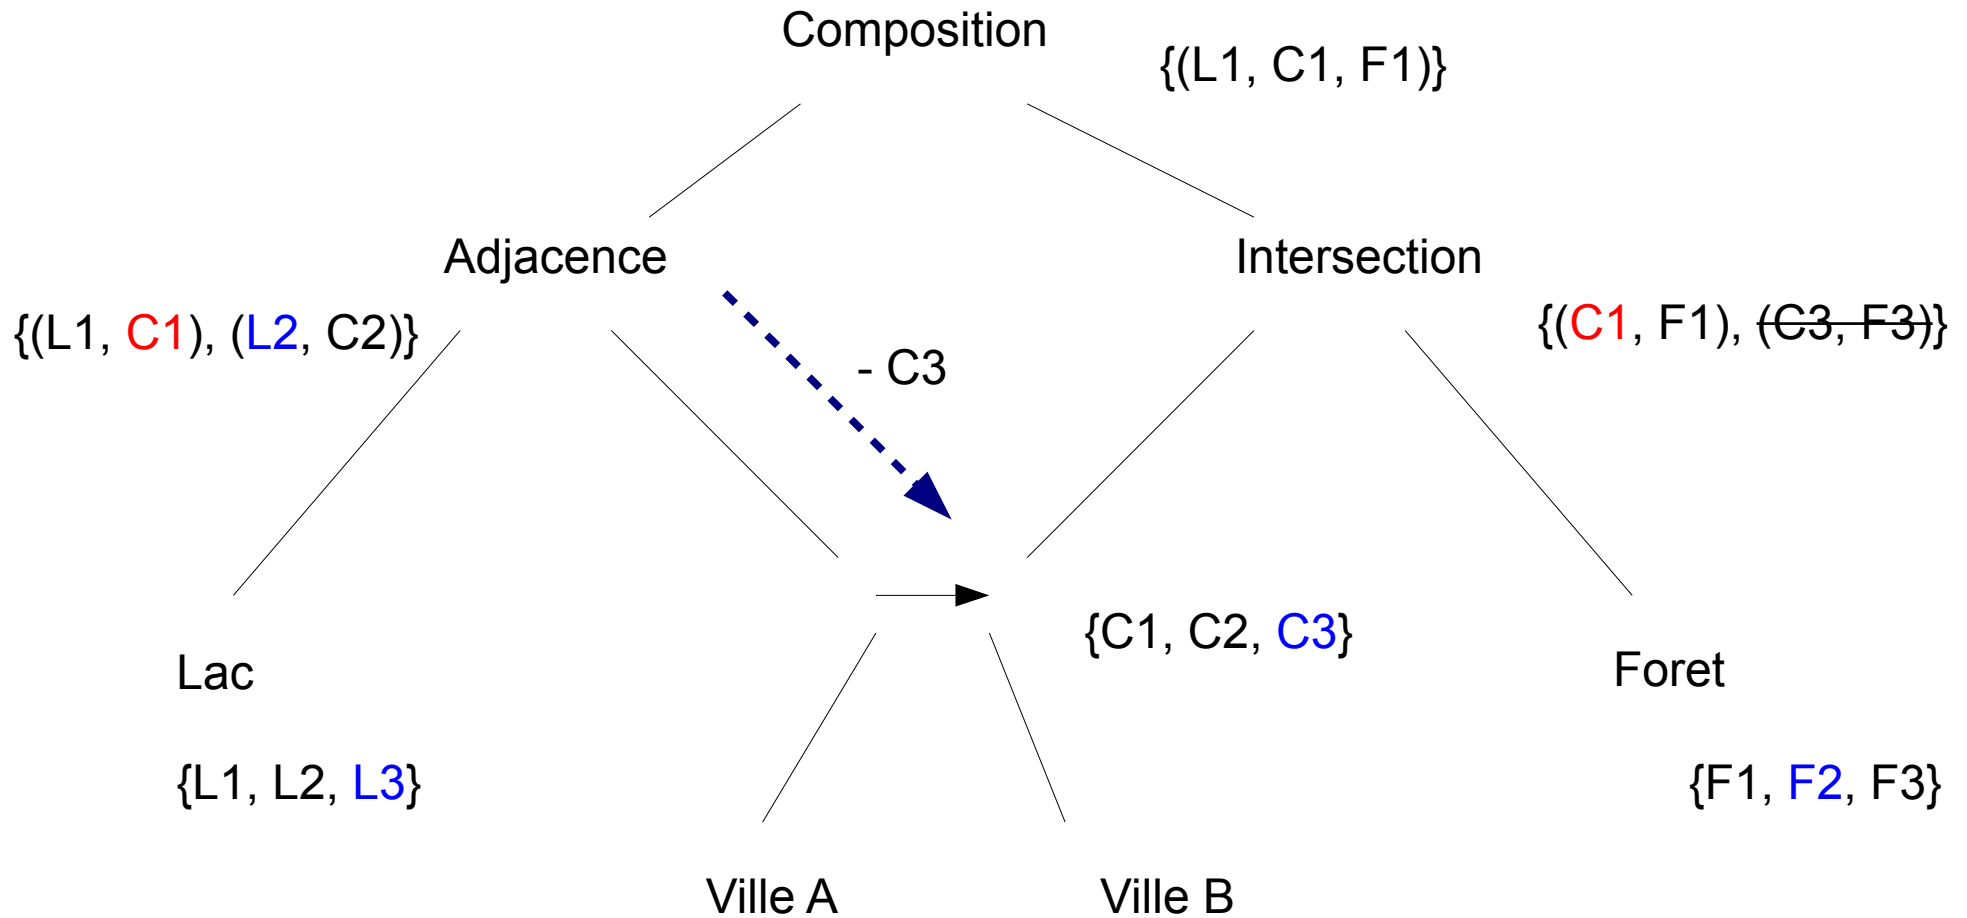 Composition
{(L1, C1, F1)}
Adjacence
Intersection
{(L1, C1), (L2, C2)}
{(C1, F1), (C3, F3)}
- C3
{C1, C2, C3}
Lac
Foret
{L1, L2, L3}
{F1, F2, F3}
Ville A
Ville B